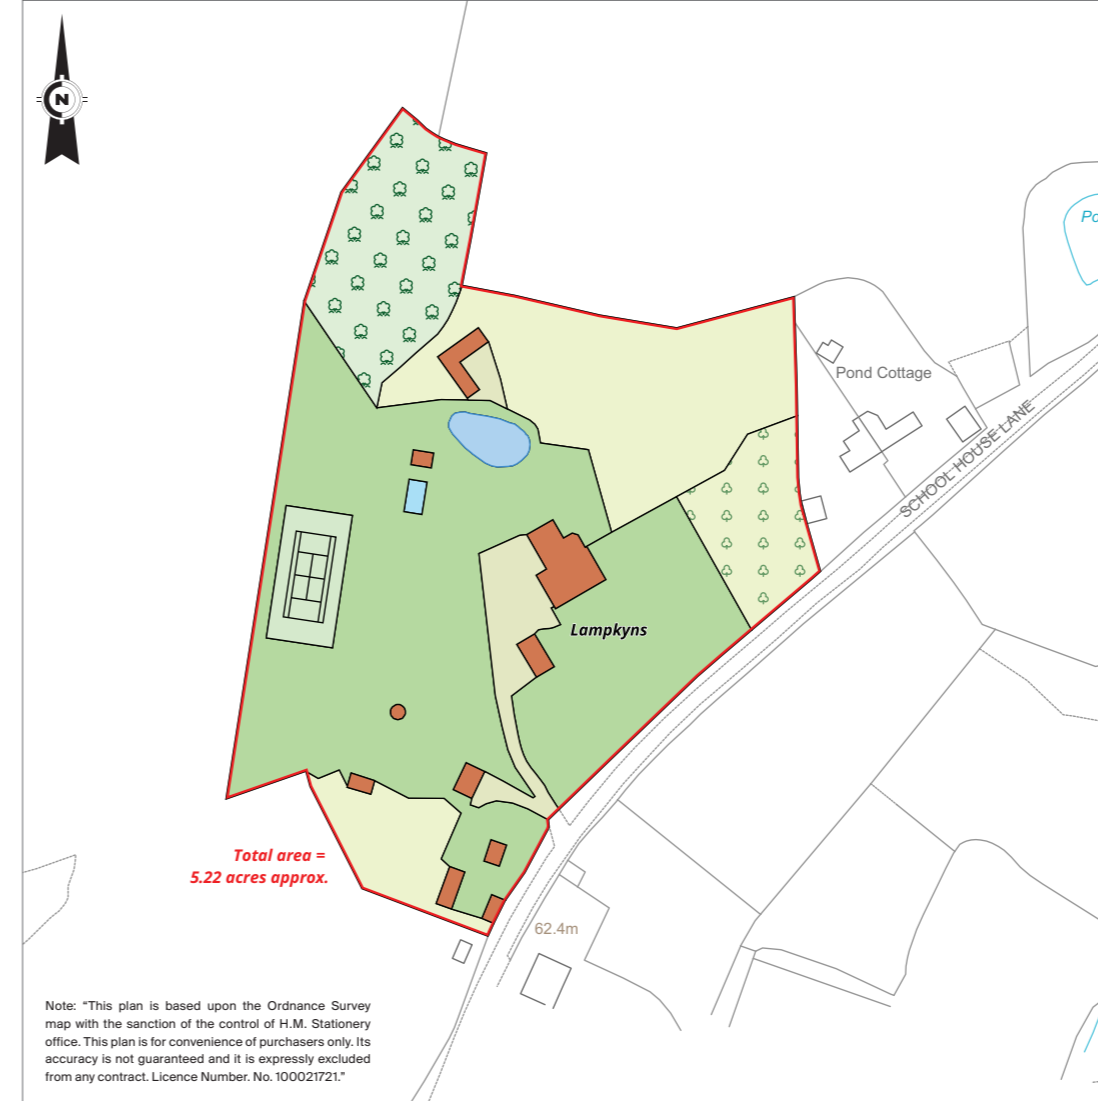 N
Po
Pond Cottage
SCHOOL HOUSE LANE
Lampkyns
Total area =
5.22 acres approx.
62.4m
Note: “This plan is based upon the Ordnance Survey
map with the sanction of the control of H.M. Stationery
office. This plan is for convenience of purchasers only. Its
accuracy is not guaranteed and it is expressly excluded
from any contract. Licence Number. No. 100021721.”